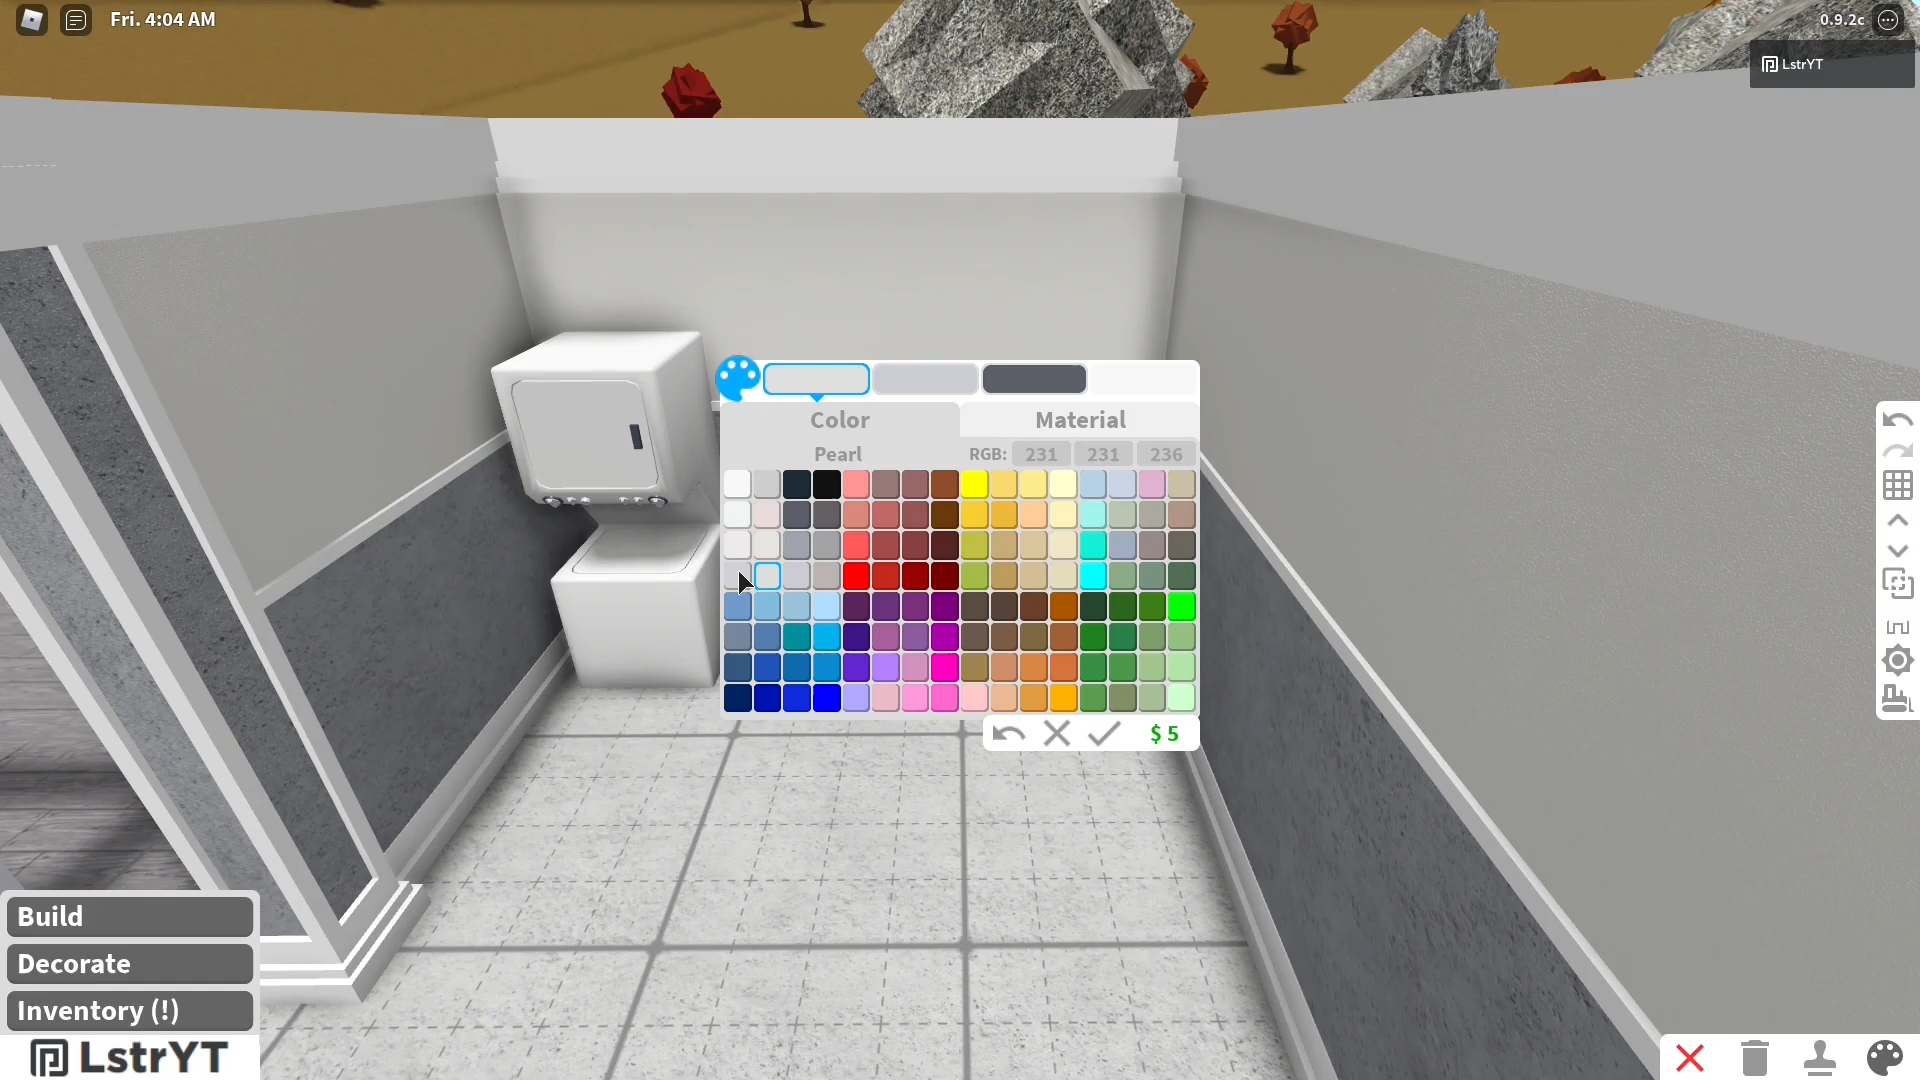 Fri. 4:04 AM
0.9.2c
LstrYT
Color
Material
Pearl
RGB: 231 231 236
$ 5
Build
Decorate
Inventory (!)
LstrYT